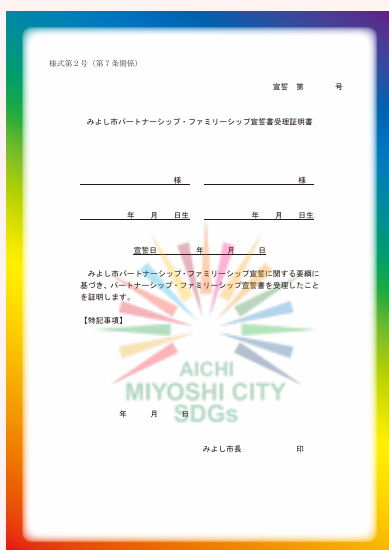 様式第２号（第７条関係）
宣誓　第　　　号
みよし市パートナーシップ・ファミリーシップ宣誓書受理証明書
様　　　様
年　月　日生　　　年　月　日生
宣誓日　　　年　　月　　日
みよし市パートナーシップ・ファミリーシップ宣誓に関する要綱に
基づき、パートナーシップ・ファミリーシップ宣誓書を受理したこと
を証明します。
【特記事項】
AICHI
MIYOSHI CITY
SDGs
年　　月　　日
みよし市長　　　　印